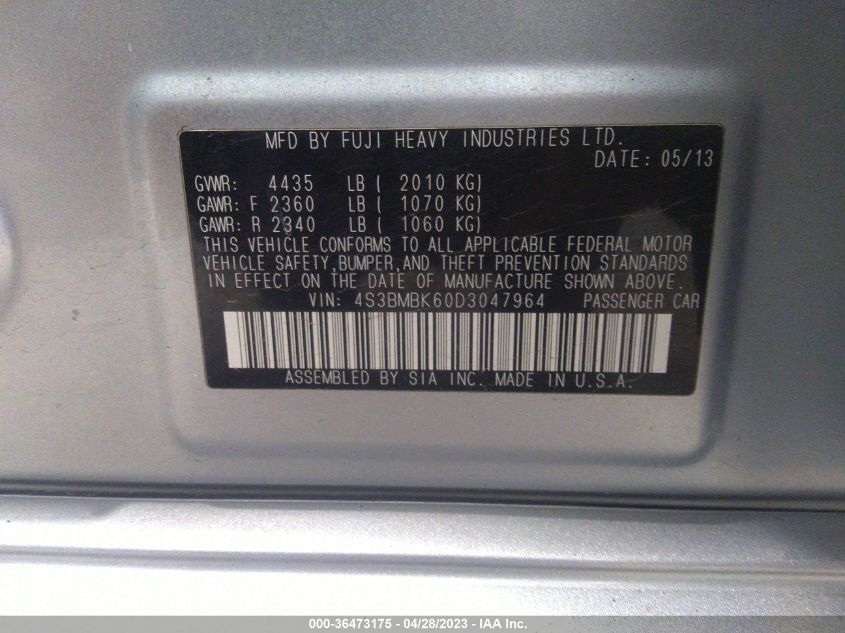 MFD BY FUJI HEAVY INDUSTRIES LTD.
DATE: 05/13
GVWR: 4435 LB ( 2010 KG)
GAWR: F 2360 LB ( 1070 KG)
GAWR: R 2340 LB ( 1060 KG)
THIS VEHICLE CONFORMS TO ALL APPLICABLE FEDERAL MOTOR
VEHICLE SAFETY,BUMPER,AND THEFT PREVENTION STANDARDS
IN EFFECT ON THE DATE OF MANUFACTURE SHOWN ABOVE.
VIN: 4S3BMBK60D3047964 PASSENGER CAR
ASSEMBLED BY SIA INC. MADE IN U.S.A.
000-36473175 - 04/28/2023 - IAA Inc.